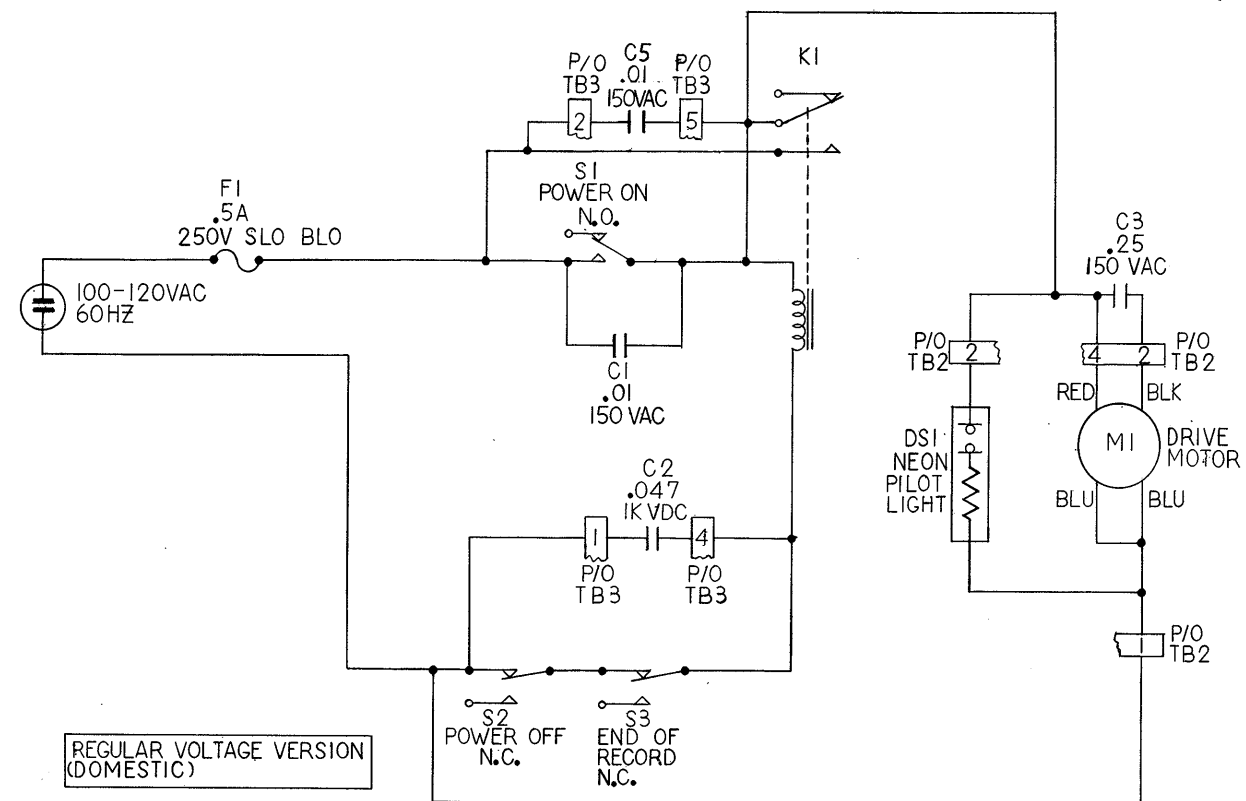 K1
P/O
TB3
2
C5
.01
150VAC
P/O
TB3
5
S1
POWER ON
N.O.
F1
.5A
250V SLO BLO
100-120VAC
60HZ
C1
.01
150 VAC
C3
.25
150 VAC
P/O
TB2
2
4
2
P/O
TB2
RED
BLK
DS1
NEON
PILOT
LIGHT
M1
DRIVE
MOTOR
BLU
BLU
C2
.047
1K VDC
1
P/O
TB3
4
P/O
TB3
1
P/O
TB2
S2
POWER OFF
N.C.
S3
END OF
RECORD
N.C.
REGULAR VOLTAGE VERSION
(DOMESTIC)